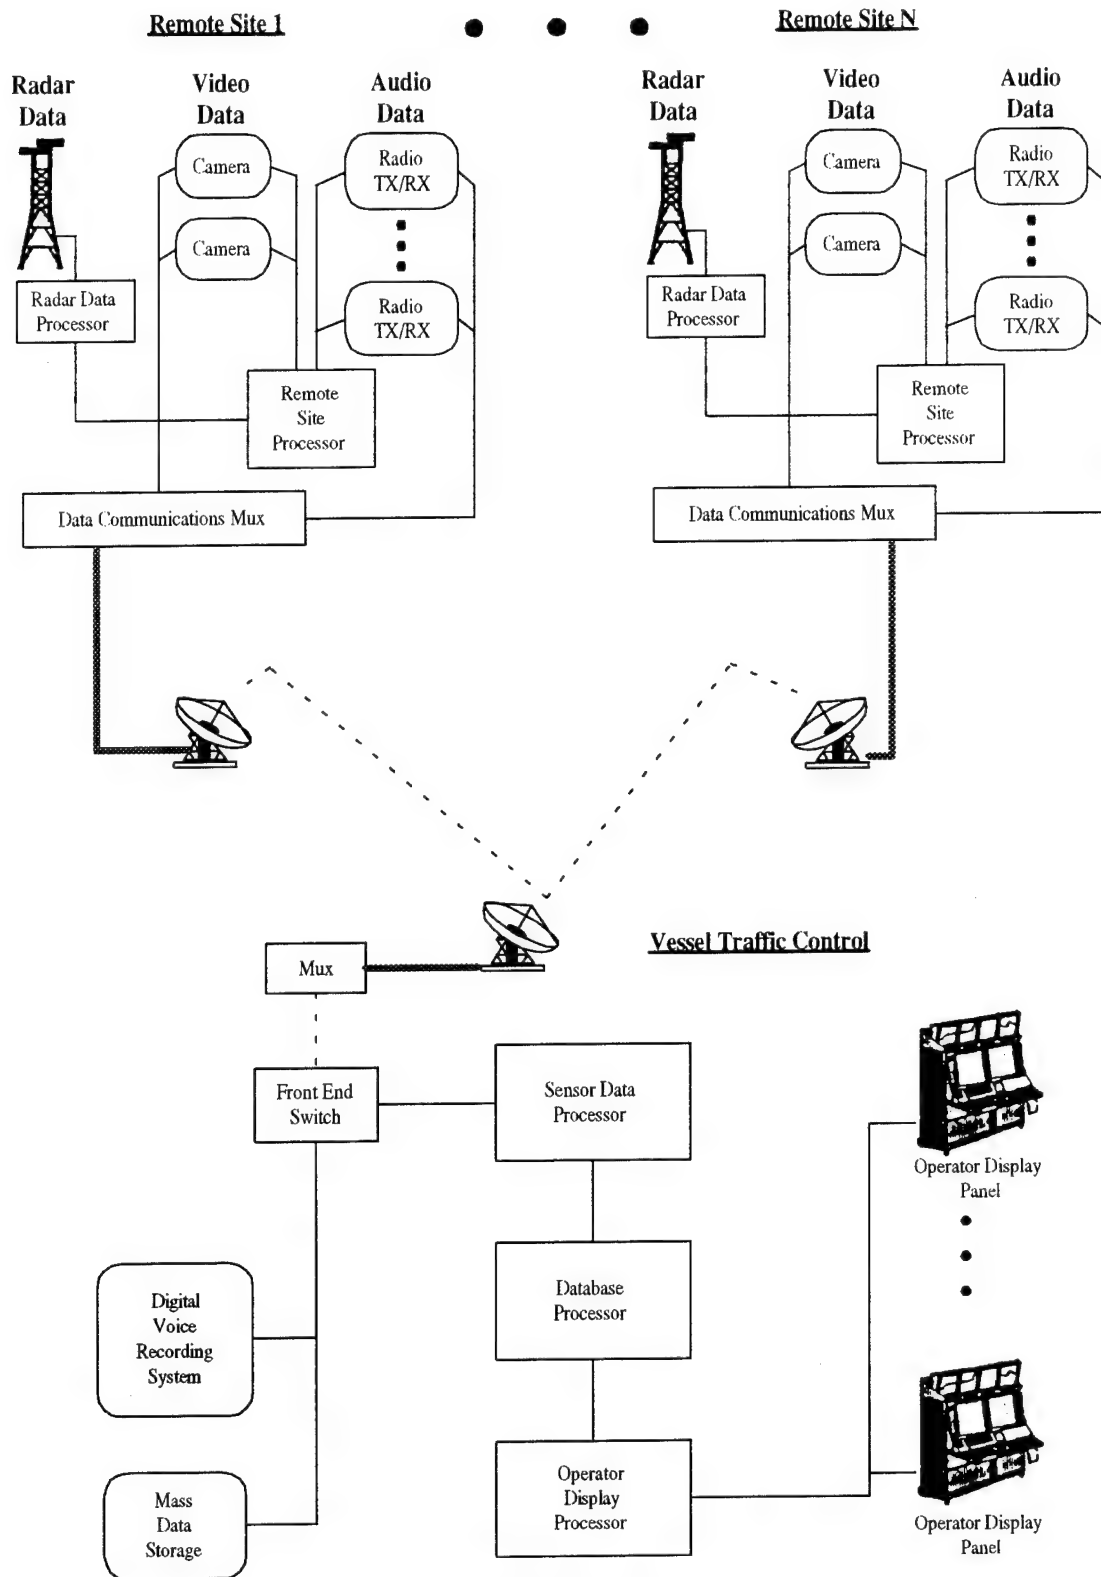 Remote Site 1
Remote Site N
Radar
Data
Video
Data
Audio
Data
Radar
Data
Video
Data
Audio
Data
Camera
Radio
TX/RX
Camera
Radar Data
Processor
Radio
TX/RX
Remote
Site
Processor
Data Communications Mux
Camera
Radio
TX/RX
Camera
Radar Data
Processor
Radio
TX/RX
Remote
Site
Processor
Data Communications Mux
Vessel Traffic Control
Mux
Front End
Switch
Sensor Data
Processor
Operator Display
Panel
Digital
Voice
Recording
System
Database
Processor
Mass
Data
Storage
Operator
Display
Processor
Operator Display
Panel